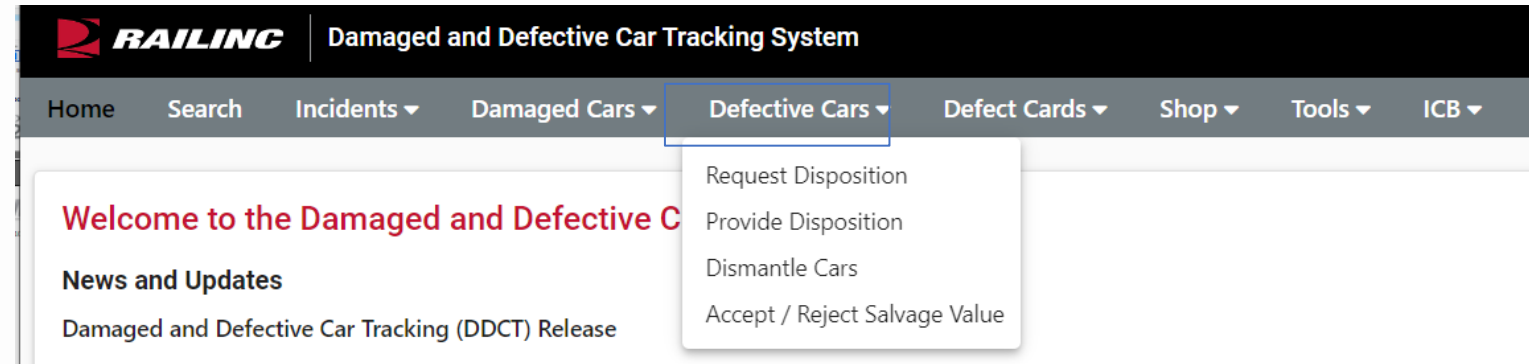 RAILINC Damaged and Defective Car Tracking System
Home Search Incidents Damaged Cars Defective Cars Defect Cards Shop Tools ICB
Request Disposition
Provide Disposition
Dismantle Cars
Accept / Reject Salvage Value
Welcome to the Damaged and Defective C
News and Updates
Damaged and Defective Car Tracking (DDCT) Release